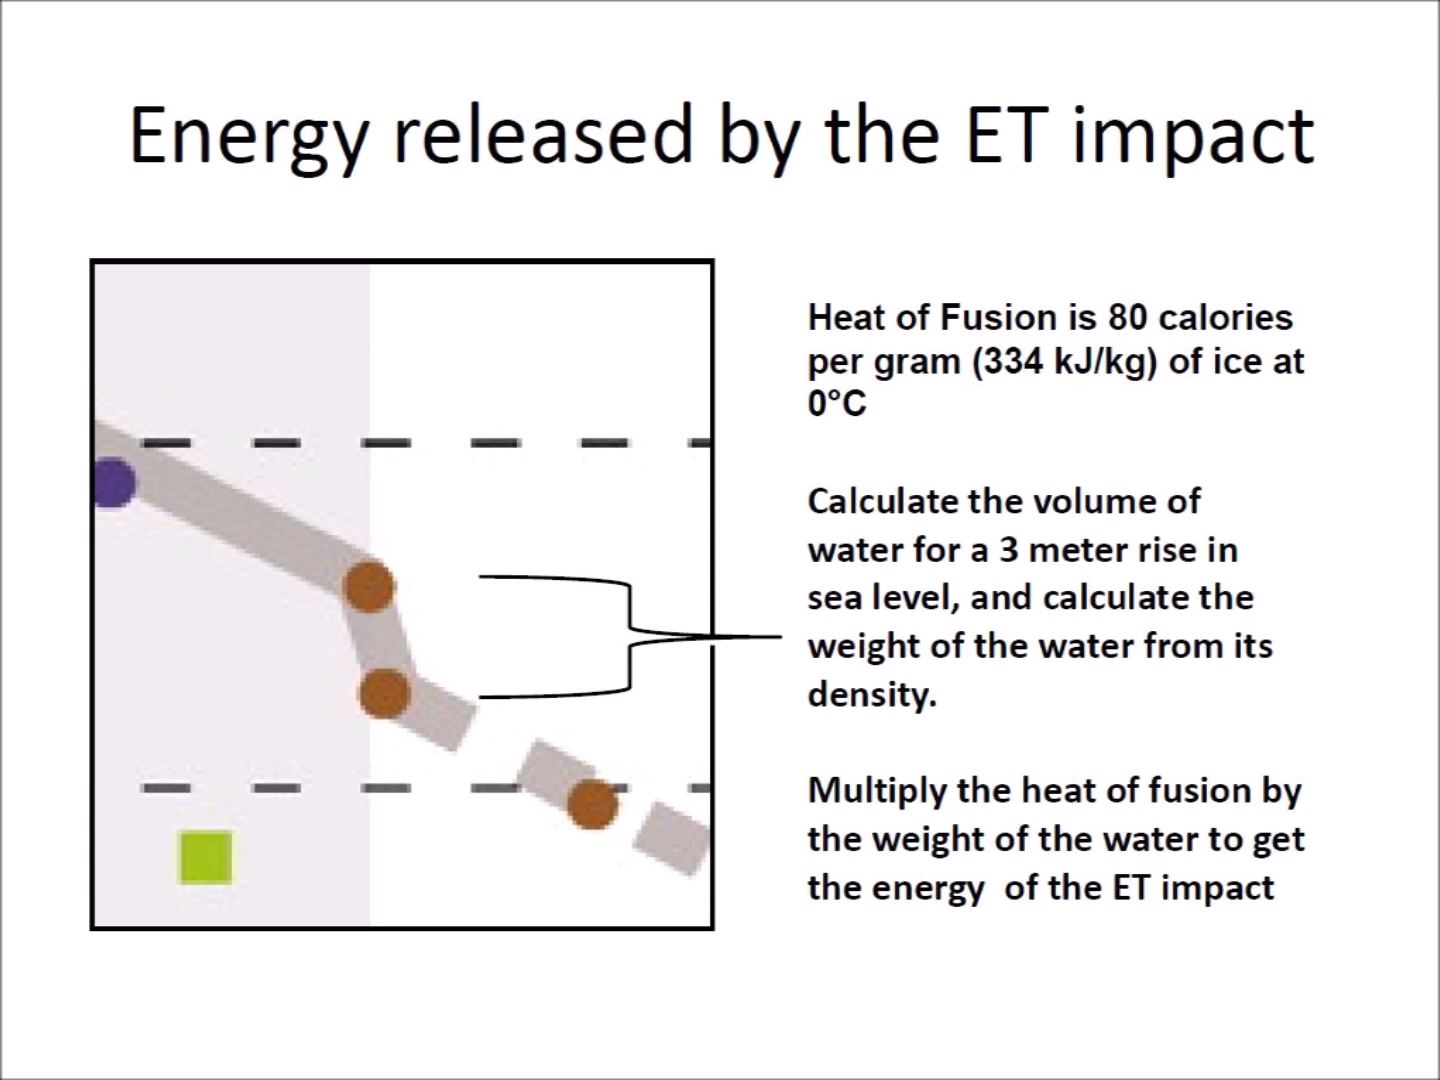 Energy released by the ET impact
Heat of Fusion is 80 calories
per gram (334 kJ/kg) of ice at
0°C
Calculate the volume of
water for a 3 meter rise in
sea level, and calculate the
weight of the water from its
density.
Multiply the heat of fusion by
the weight of the water to get
the energy  of the ET impact